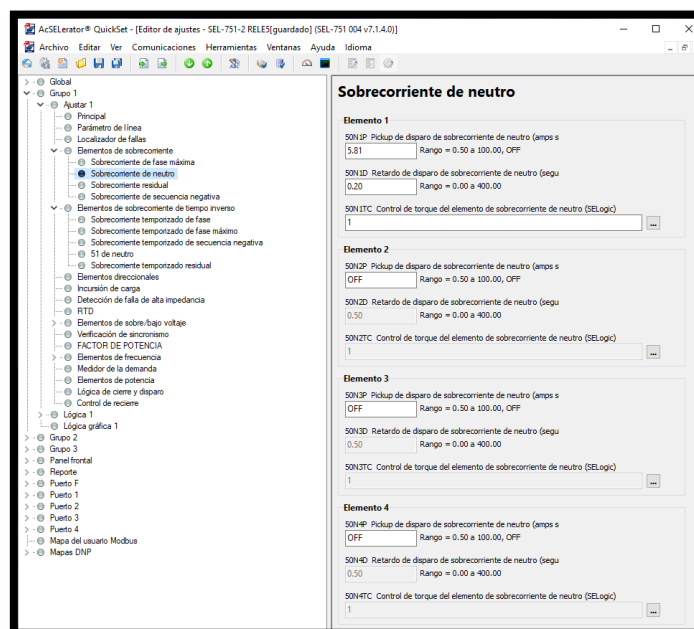 AcSELerator® QuickSet - [Editor de ajustes - SEL-751-2 RELE5[guardado] (SEL-751 004 v7.1.4.0)]
Archivo Editar Ver Comunicaciones Herramientas Ventanas Ayuda Idioma
Global
Grupo 1
Ajustar 1
Principal
Parámetro de línea
Localizador de fallas
Elementos de sobrecorriente
Sobrecorriente de fase máxima
Sobrecorriente de neutro
Sobrecorriente residual
Sobrecorriente de secuencia negativa
Elementos de sobrecorriente de tiempo inverso
Sobrecorriente temporizado de fase
Sobrecorriente temporizado de fase máximo
Sobrecorriente temporizado de secuencia negativa
51 de neutro
Sobrecorriente temporizado residual
Elementos direccionales
Incursión de carga
Detección de falla de alta impedancia
RTD
Elementos de sobre/bajo voltaje
Verificación de sincronismo
FACTOR DE POTENCIA
Elementos de frecuencia
Medidor de la demanda
Elementos de potencia
Lógica de cierre y disparo
Control de recierre
Lógica 1
Lógica gráfica 1
Grupo 2
Grupo 3
Panel frontal
Reporte
Puerto F
Puerto 1
Puerto 2
Puerto 3
Puerto 4
Mapa del usuario Modbus
Mapas DNP
Sobrecorriente de neutro
Elemento 1
50N1P Pickup de disparo de sobrecorriente de neutro (amps s
5.81 Rango = 0.50 a 100.00, OFF
50N1D Retardo de disparo de sobrecorriente de neutro (segu
0.20 Rango = 0.00 a 400.00
50N1TC Control de torque del elemento de sobrecorriente de neutro (SELogic)
1 ...
Elemento 2
50N2P Pickup de disparo de sobrecorriente de neutro (amps s
OFF Rango = 0.50 a 100.00, OFF
50N2D Retardo de disparo de sobrecorriente de neutro (segu
0.50 Rango = 0.00 a 400.00
50N2TC Control de torque del elemento de sobrecorriente de neutro (SELogic)
1 ...
Elemento 3
50N3P Pickup de disparo de sobrecorriente de neutro (amps s
OFF Rango = 0.50 a 100.00, OFF
50N3D Retardo de disparo de sobrecorriente de neutro (segu
0.50 Rango = 0.00 a 400.00
50N3TC Control de torque del elemento de sobrecorriente de neutro (SELogic)
1 ...
Elemento 4
50N4P Pickup de disparo de sobrecorriente de neutro (amps s
OFF Rango = 0.50 a 100.00, OFF
50N4D Retardo de disparo de sobrecorriente de neutro (segu
0.50 Rango = 0.00 a 400.00
50N4TC Control de torque del elemento de sobrecorriente de neutro (SELogic)
1 ...